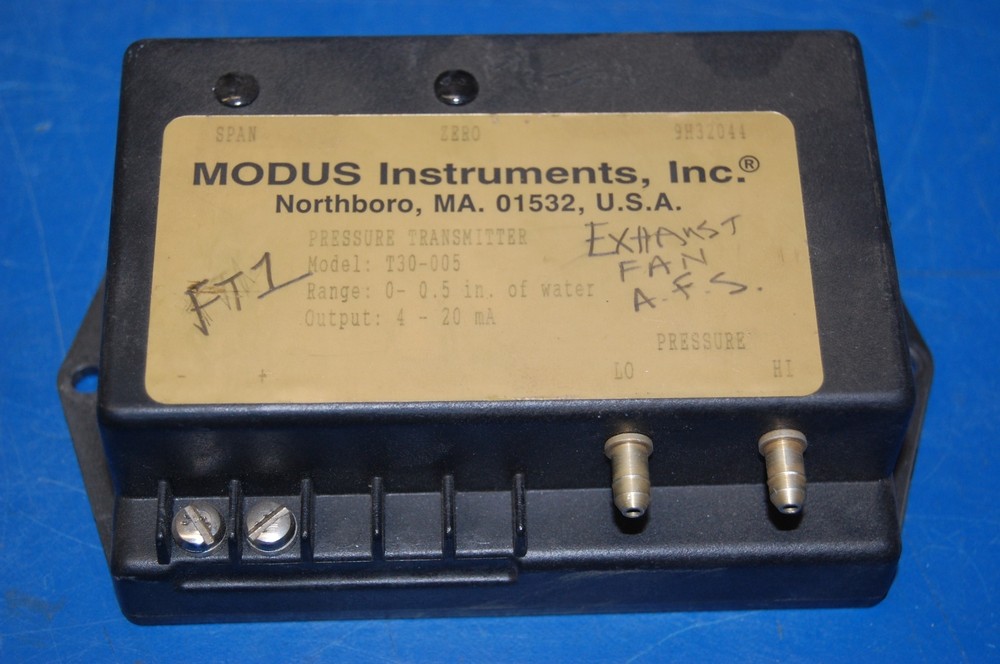 SPAN ZERO 9H32044
MODUS Instruments, Inc.®
Northboro, MA. 01532, U.S.A.
PRESSURE TRANSMITTER
Model: T30-005
Range: 0- 0.5 in. of water
Output: 4 - 20 mA
FT1
EXHAUST
FAN
A.F.S.
PRESSURE
- + LO HI